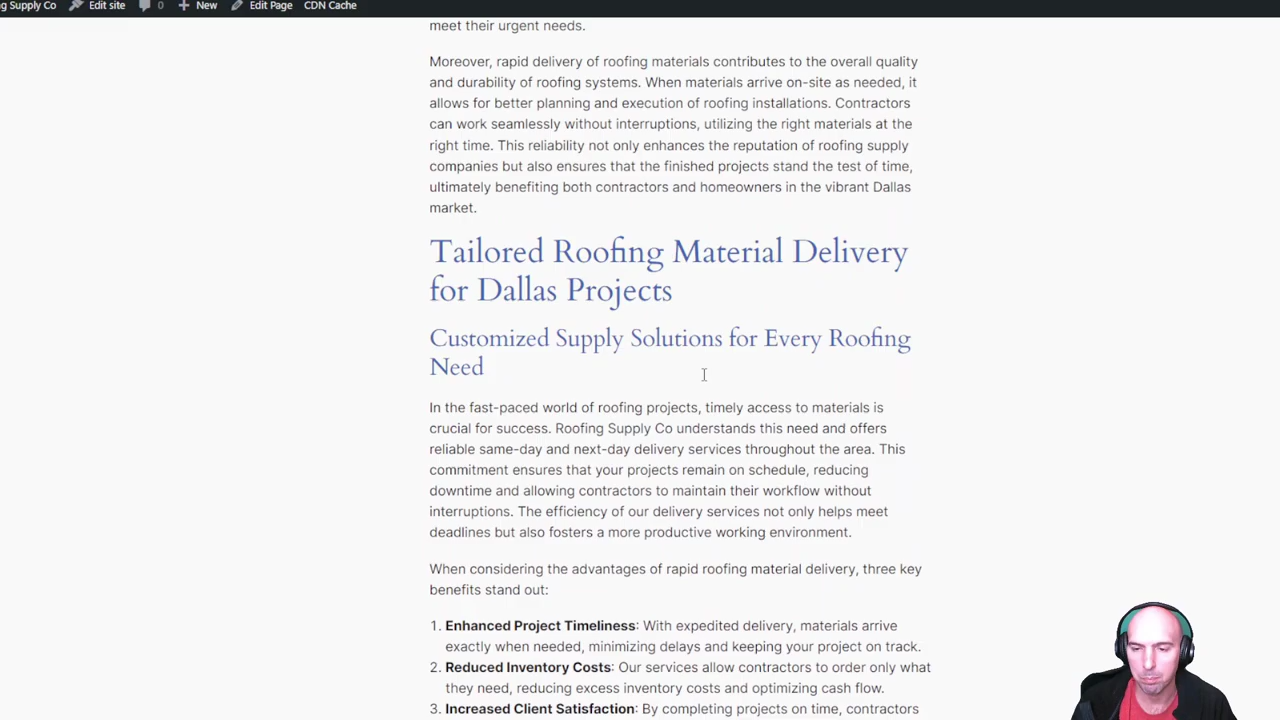 g Supply Co Edit site 0 New Edit Page CDN Cache
meet their urgent needs.
Moreover, rapid delivery of roofing materials contributes to the overall quality
and durability of roofing systems. When materials arrive on-site as needed, it
allows for better planning and execution of roofing installations. Contractors
can work seamlessly without interruptions, utilizing the right materials at the
right time. This reliability not only enhances the reputation of roofing supply
companies but also ensures that the finished projects stand the test of time,
ultimately benefiting both contractors and homeowners in the vibrant Dallas
market.
Tailored Roofing Material Delivery
for Dallas Projects
Customized Supply Solutions for Every Roofing
Need
In the fast-paced world of roofing projects, timely access to materials is
crucial for success. Roofing Supply Co understands this need and offers
reliable same-day and next-day delivery services throughout the area. This
commitment ensures that your projects remain on schedule, reducing
downtime and allowing contractors to maintain their workflow without
interruptions. The efficiency of our delivery services not only helps meet
deadlines but also fosters a more productive working environment.
When considering the advantages of rapid roofing material delivery, three key
benefits stand out:
1. Enhanced Project Timeliness: With expedited delivery, materials arrive
exactly when needed, minimizing delays and keeping your project on track.
2. Reduced Inventory Costs: Our services allow contractors to order only what
they need, reducing excess inventory costs and optimizing cash flow.
3. Increased Client Satisfaction: By completing projects on time, contractors